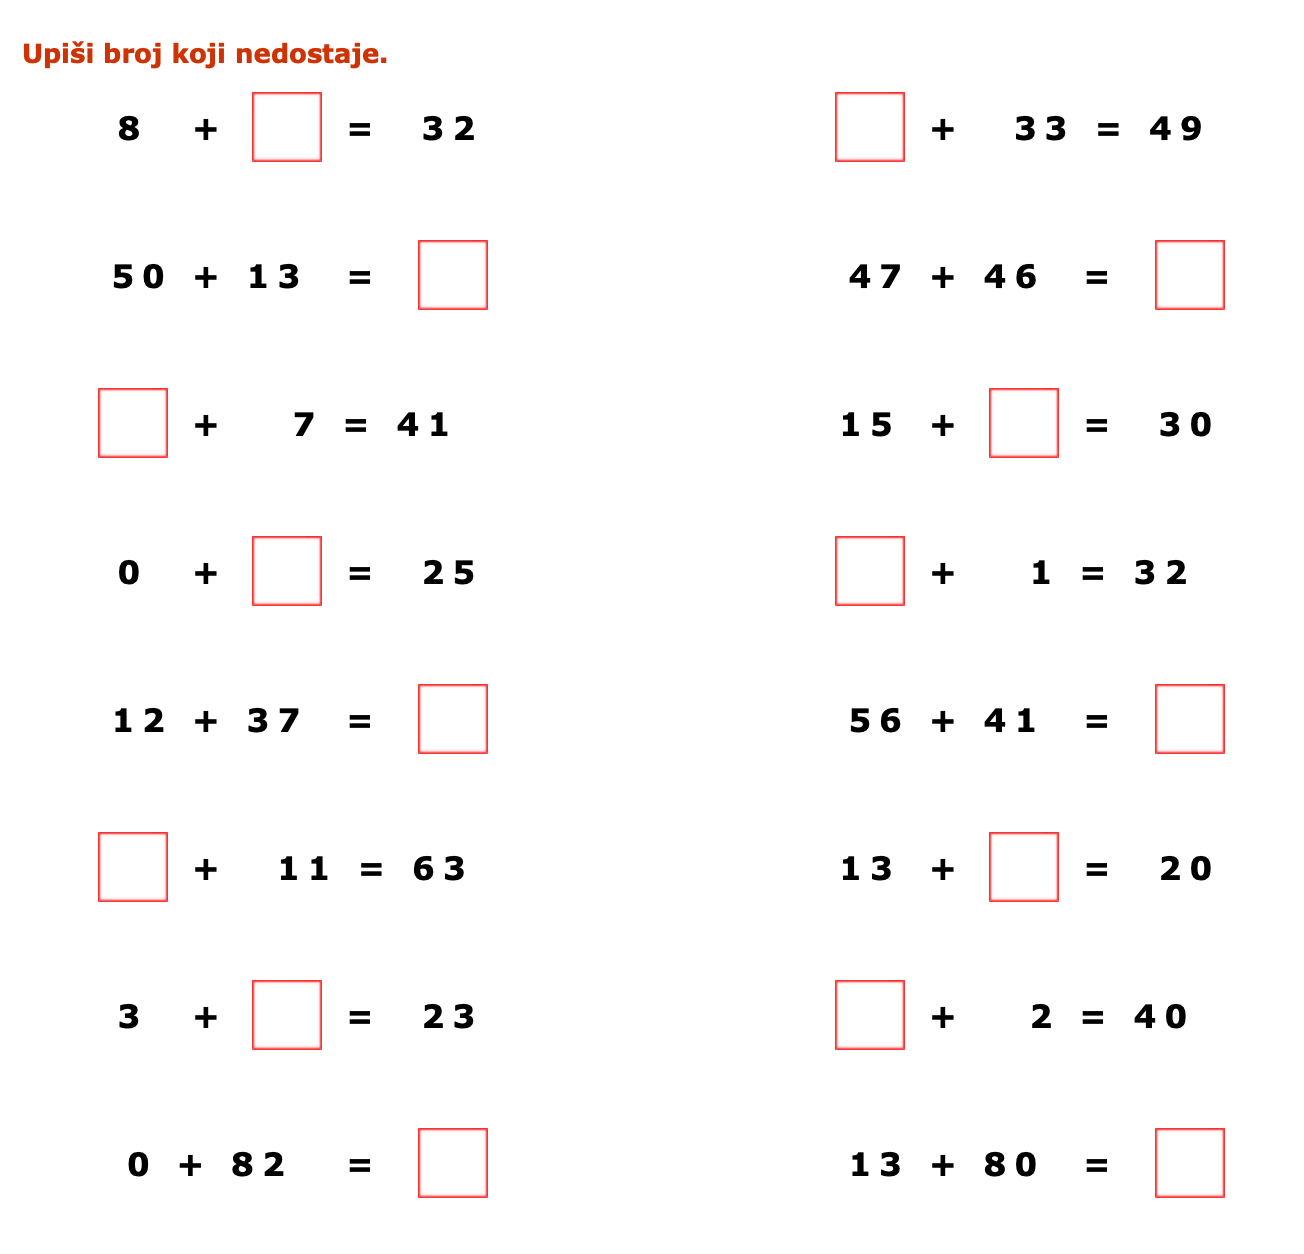 Upiši broj koji nedostaje.
8 + = 32
+ 33 = 49
50 + 13 =
47 + 46 =
+ 7 = 41
15 + = 30
0 + = 25
+ 1 = 32
12 + 37 =
56 + 41 =
+ 11 = 63
13 + = 20
3 + = 23
+ 2 = 40
0 + 82 =
13 + 80 =